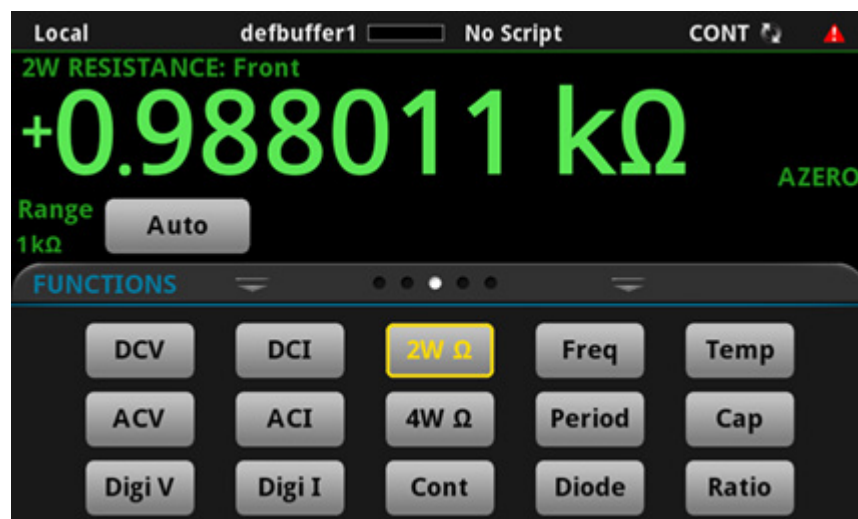 Local defbuffer1 No Script CONT
2W RESISTANCE: Front
+0.988011 kΩ
AZERO
Range Auto
1kΩ
FUNCTIONS
DCV DCI 2W Ω Freq Temp
ACV ACI 4W Ω Period Cap
Digi V Digi I Cont Diode Ratio